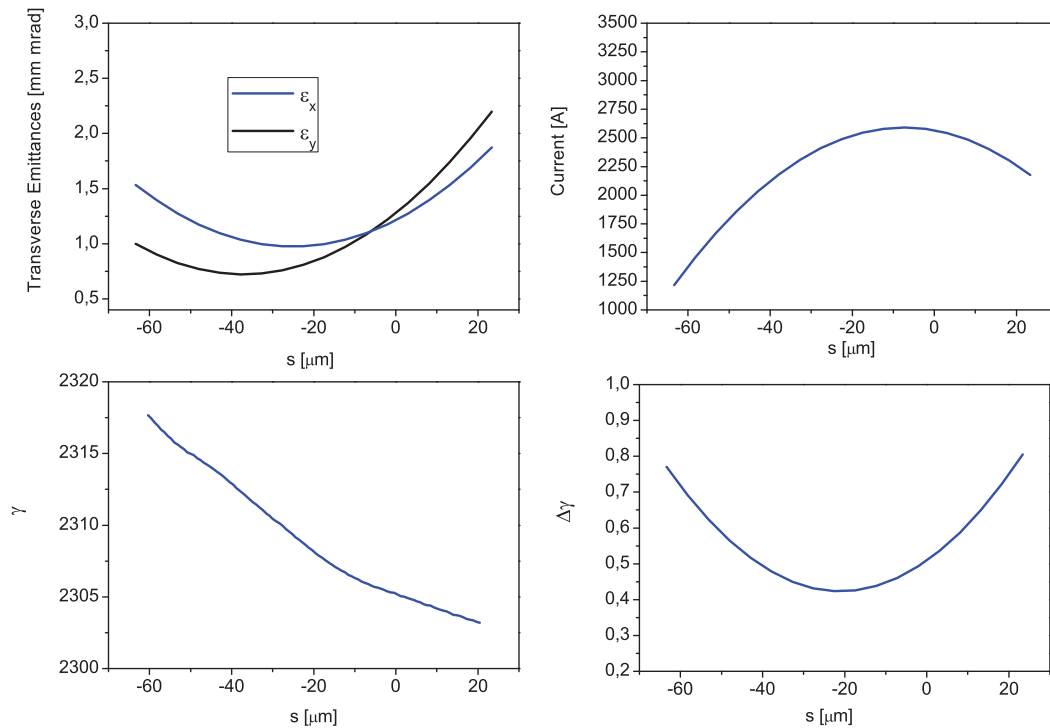 Transverse Emittances [mm mrad]
3,0
2,5
2,0
1,5
1,0
0,5
ε_x
ε_y
-60 -40 -20 0 20
s [μm]
Current [A]
3500
3250
3000
2750
2500
2250
2000
1750
1500
1250
1000
-60 -40 -20 0 20
s [μm]
γ
2320
2315
2310
2305
2300
-60 -40 -20 0 20
s [μm]
Δγ
1,0
0,9
0,8
0,7
0,6
0,5
0,4
0,3
0,2
-60 -40 -20 0 20
s [μm]